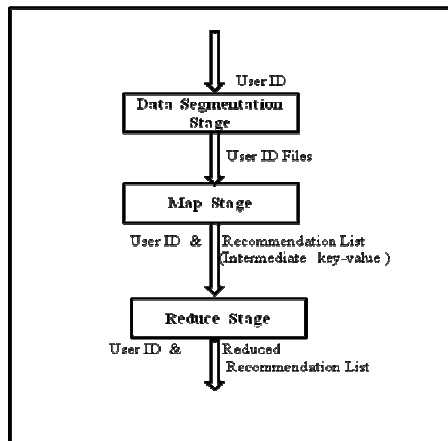 User ID
Data Segmentation
Stage
User ID Files
Map Stage
User ID & Recommendation List
(Intermediate key-value )
Reduce Stage
User ID & Reduced
Recommendation List